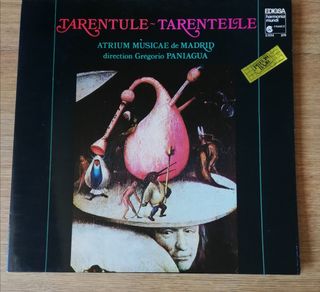 TARENTULE - TARENTELLE
EDIGSA
harmonia
mundi
ATRIUM MUSICAE de MADRID
direction Gregorio PANIAGUA